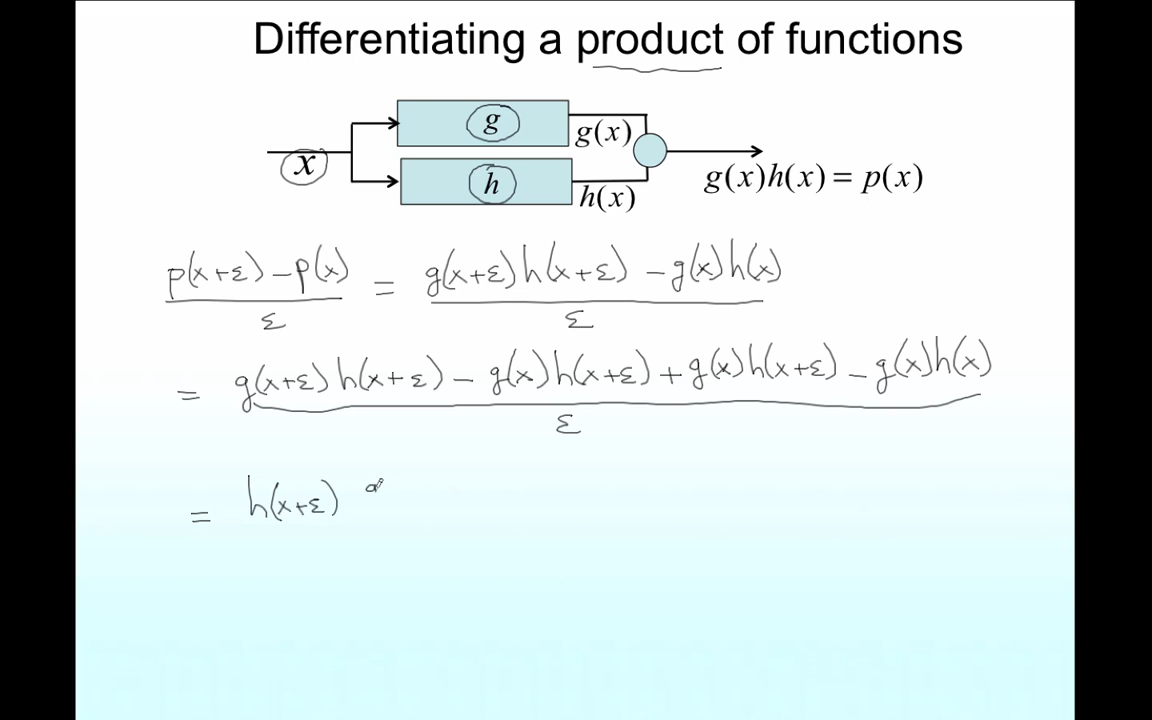 Differentiating a product of functions
g g(x)
x
h h(x)
g(x)h(x) = p(x)
p(x+ε) - p(x) / ε = g(x+ε)h(x+ε) - g(x)h(x) / ε
= g(x+ε)h(x+ε) - g(x)h(x+ε) + g(x)h(x+ε) - g(x)h(x) / ε
= h(x+ε)